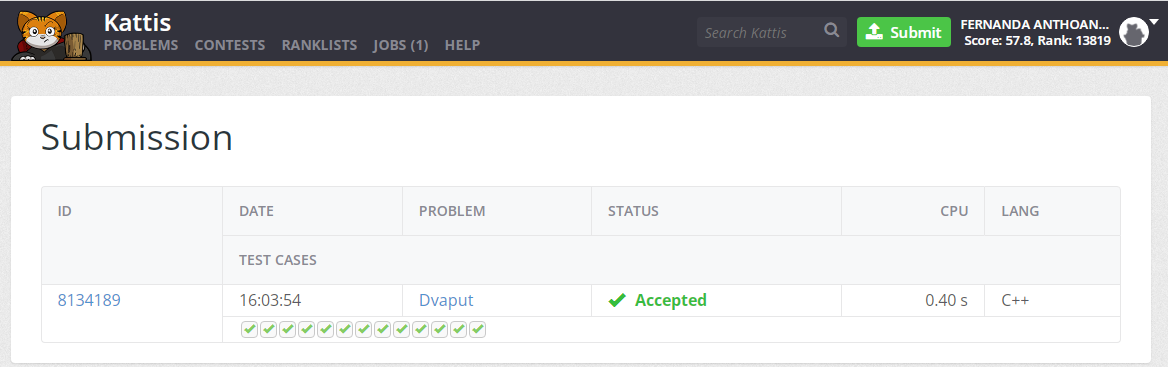 Kattis
PROBLEMS CONTESTS RANKLISTS JOBS (1) HELP
Search Kattis
Submit
FERNANDA ANTHOAN...
Score: 57.8, Rank: 13819
Submission
ID DATE PROBLEM STATUS CPU LANG
TEST CASES
8134189 16:03:54 Dvaput Accepted 0.40 s C++